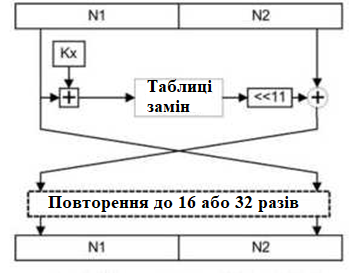 N1 N2
Kx
Таблиці
замін
<<11
Повторення до 16 або 32 разів
N1 N2